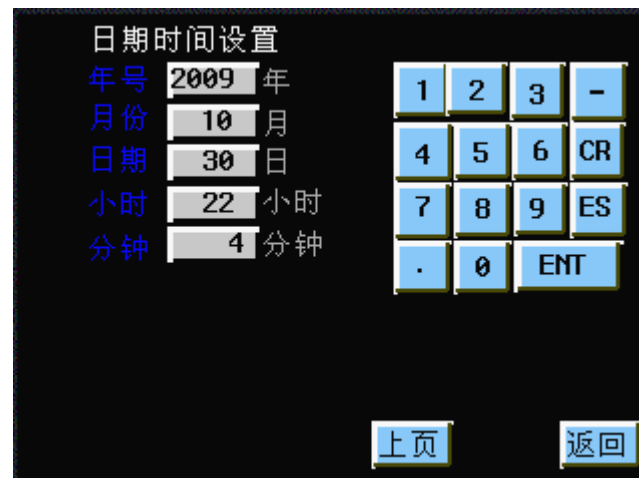 日期时间设置
年号 2009 年
月份 10 月
日期 30 日
小时 22 小时
分钟 4 分钟
1 2 3 -
4 5 6 CR
7 8 9 ES
. 0 ENT
上页 返回